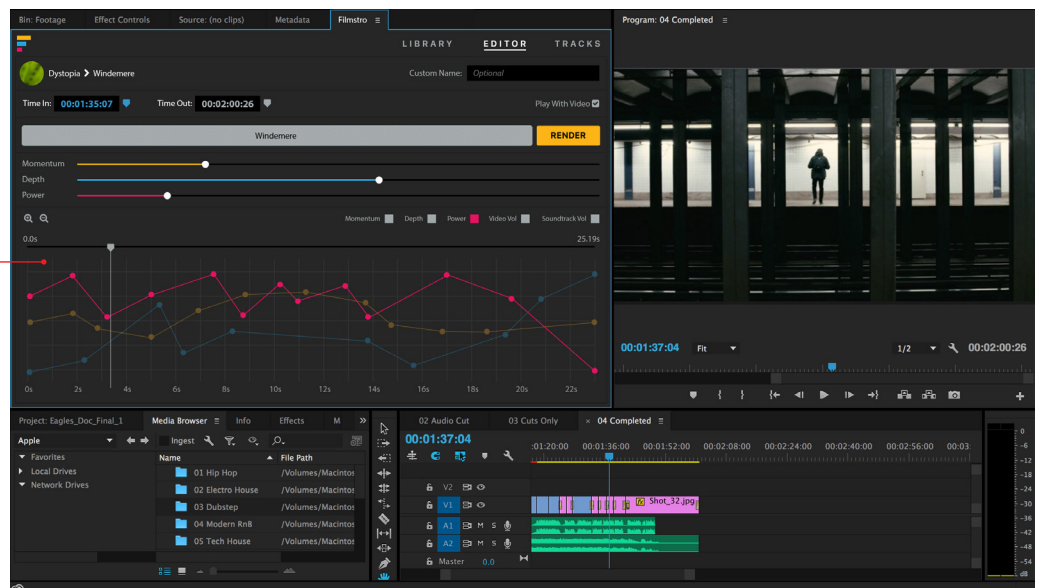 Bin: Footage Effect Controls Source: (no clips) Metadata Filmstro
LIBRARY EDITOR TRACKS
Dystopia > Windemere Custom Name: Optional
Time In: 00:01:35:07 Time Out: 00:02:00:26 Play With Video
Windemere RENDER
Momentum
Depth
Power
Momentum Depth Power Video Vol Soundtrack Vol
0.0s 25.19s
0s 2s 4s 6s 8s 10s 12s 14s 16s 18s 20s 22s
Program: 04 Completed
00:01:37:04 Fit 1/2 00:02:00:26
Project: Eagles_Doc_Final_1 Media Browser Info Effects M
Apple Ingest
Favorites
Local Drives
Network Drives
Name File Path
01 Hip Hop /Volumes/Macintos
02 Electro House /Volumes/Macintos
03 Dubstep /Volumes/Macintos
04 Modern RnB /Volumes/Macintos
05 Tech House /Volumes/Macintos
02 Audio Cut 03 Cuts Only × 04 Completed
00:01:37:04
:01:20:00 00:01:36:00 00:01:52:00 00:02:08:00 00:02:24:00 00:02:40:00 00:02:56:00 00:03:
V2
V1 fx Shot_32.jpg
A1 M S
A2 M S
Master 0.0
0
-6
-12
-18
-24
-30
-36
-42
-48
-54
dB